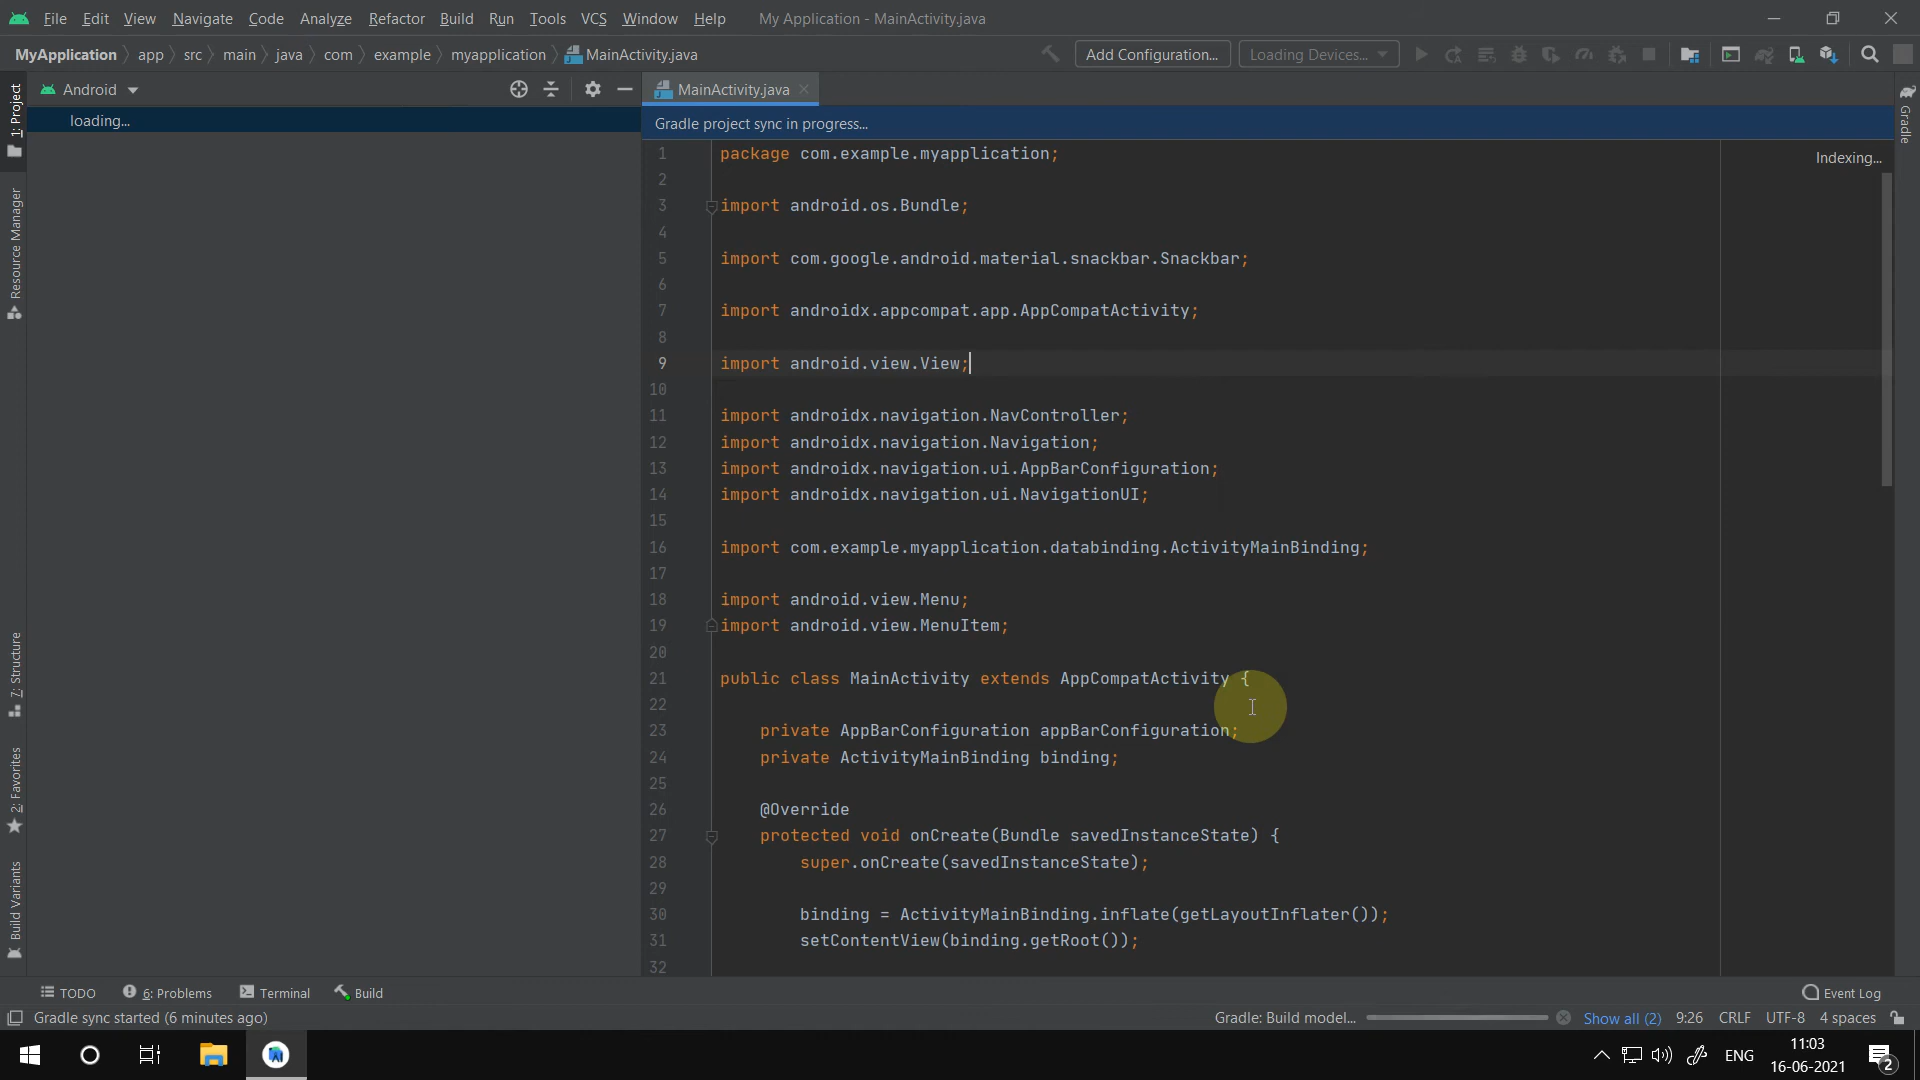 File Edit View Navigate Code Analyze Refactor Build Run Tools VCS Window Help My Application - MainActivity.java
MyApplication app src main java com example myapplication MainActivity.java Add Configuration... Loading Devices...
1: Project
Android
MainActivity.java
loading...
Gradle project sync in progress...
Gradle
Indexing...
1 package com.example.myapplication;
2
3 import android.os.Bundle;
4
5 import com.google.android.material.snackbar.Snackbar;
6
7 import androidx.appcompat.app.AppCompatActivity;
8
9 import android.view.View;
10
11 import androidx.navigation.NavController;
12 import androidx.navigation.Navigation;
13 import androidx.navigation.ui.AppBarConfiguration;
14 import androidx.navigation.ui.NavigationUI;
15
16 import com.example.myapplication.databinding.ActivityMainBinding;
17
18 import android.view.Menu;
19 import android.view.MenuItem;
20
21 public class MainActivity extends AppCompatActivity {
22
23 private AppBarConfiguration appBarConfiguration;
24 private ActivityMainBinding binding;
25
26 @Override
27 protected void onCreate(Bundle savedInstanceState) {
28 super.onCreate(savedInstanceState);
29
30 binding = ActivityMainBinding.inflate(getLayoutInflater());
31 setContentView(binding.getRoot());
32
Resource Manager
7: Structure
2: Favorites
Build Variants
TODO 6: Problems Terminal Build Event Log
Gradle sync started (6 minutes ago) Gradle: Build model... Show all (2) 9:26 CRLF UTF-8 4 spaces
ENG
11:03
16-06-2021
2